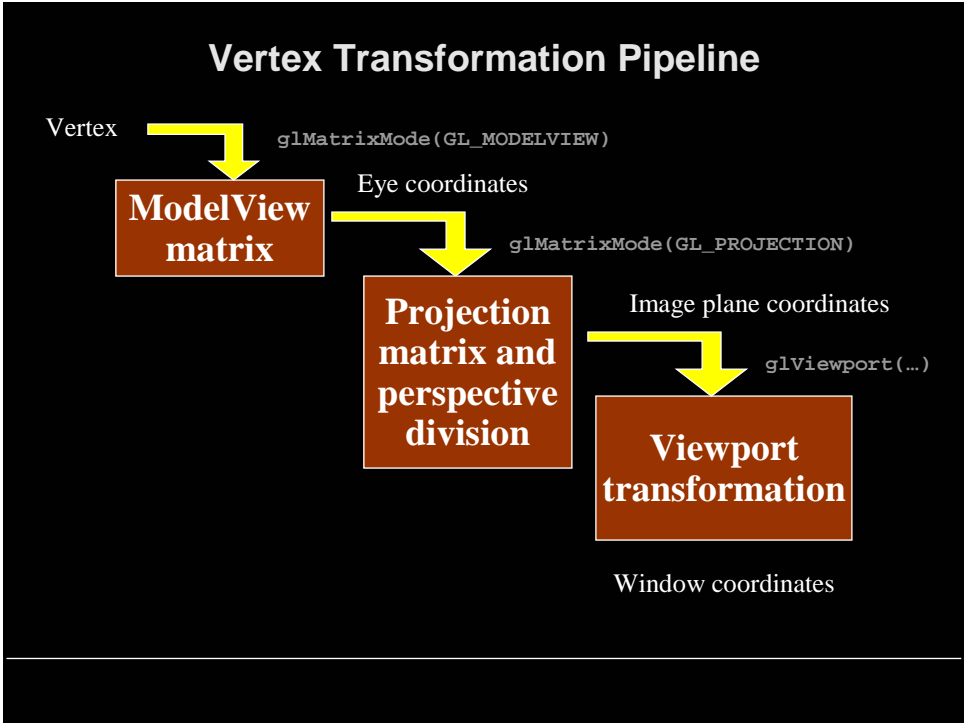 Vertex Transformation Pipeline
Vertex
glMatrixMode(GL_MODELVIEW)
ModelView
matrix
Eye coordinates
glMatrixMode(GL_PROJECTION)
Projection
matrix and
perspective
division
Image plane coordinates
glViewport(…)
Viewport
transformation
Window coordinates